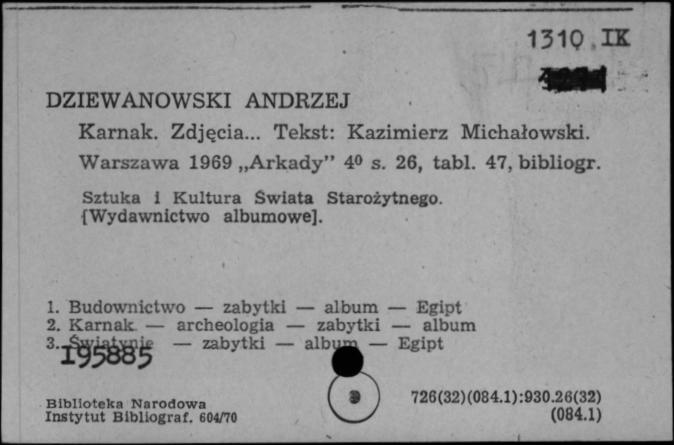 1310 IK
DZIEWANOWSKI ANDRZEJ
Karnak. Zdjęcia... Tekst: Kazimierz Michałowski.
Warszawa 1969 „Arkady” 4⁰ s. 26, tabl. 47, bibliogr.
Sztuka i Kultura Świata Starożytnego.
[Wydawnictwo albumowe].
1. Budownictwo — zabytki — album — Egipt
2. Karnak — archeologia — zabytki — album
3. Świątynie — zabytki — album — Egipt
195885
Biblioteka Narodowa
Instytut Bibliograf. 604/70
726(32)(084.1):930.26(32)
(084.1)